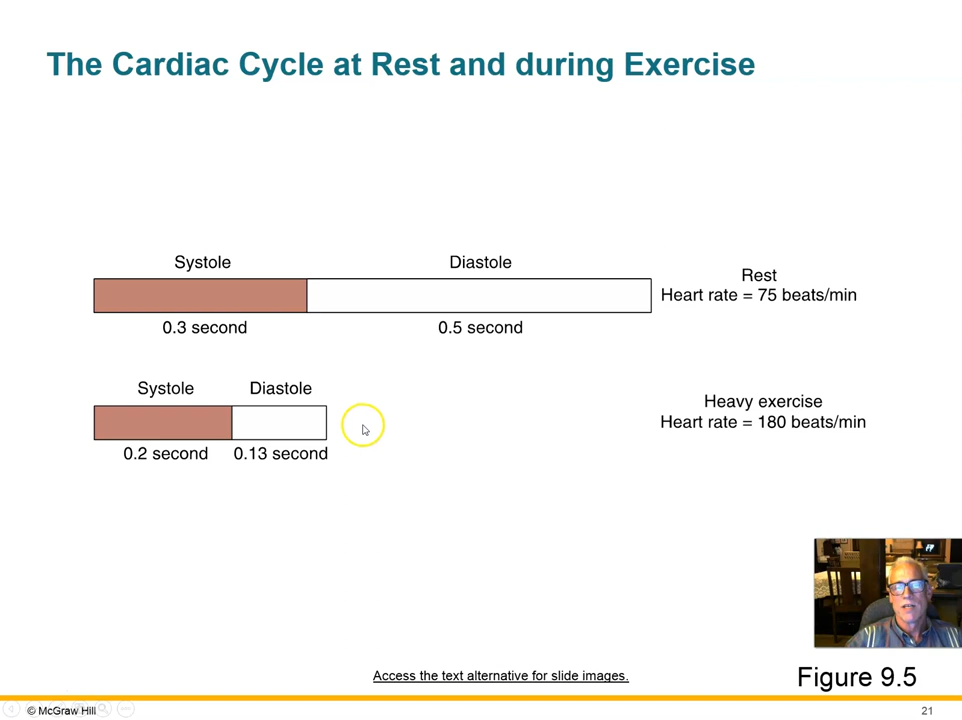 The Cardiac Cycle at Rest and during Exercise
Systole
Diastole
Rest
Heart rate = 75 beats/min
0.3 second
0.5 second
Systole
Diastole
Heavy exercise
Heart rate = 180 beats/min
0.2 second
0.13 second
Access the text alternative for slide images.
Figure 9.5
© McGraw Hill
21